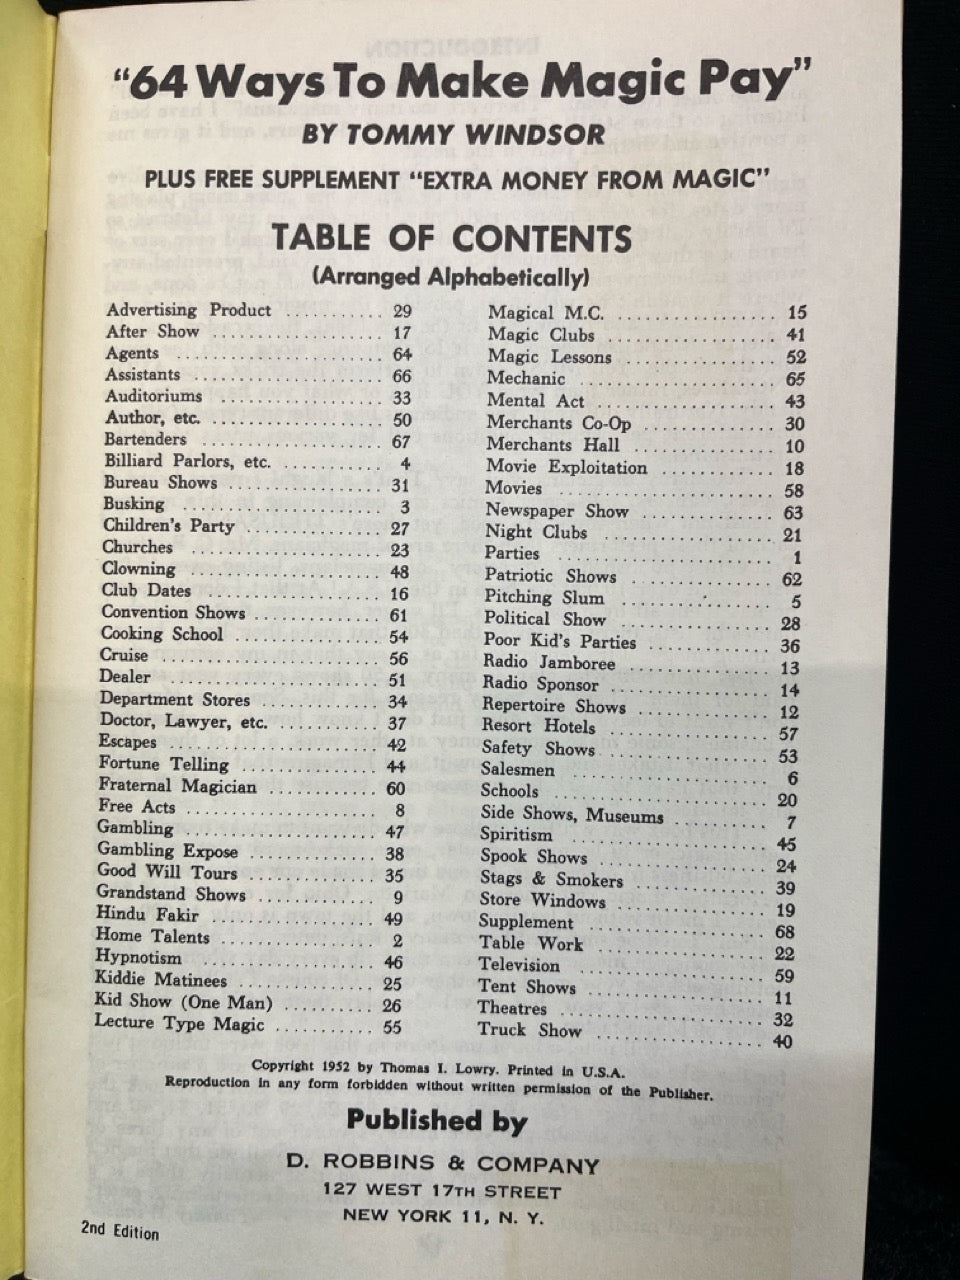 "64 Ways To Make Magic Pay"
BY TOMMY WINDSOR
PLUS FREE SUPPLEMENT "EXTRA MONEY FROM MAGIC"
TABLE OF CONTENTS
(Arranged Alphabetically)
Advertising Product ........... 29
After Show ................. 17
Agents .................... 64
Assistants .................. 66
Auditoriums ................ 33
Author, etc. ................ 50
Bartenders ................. 67
Billiard Parlors, etc. .......... 4
Bureau Shows ............... 31
Busking ................... 3
Children's Party ............. 27
Churches .................. 23
Clowning .................. 48
Club Dates ................. 16
Convention Shows ............ 61
Cooking School .............. 54
Cruise .................... 56
Dealer .................... 51
Department Stores ............ 34
Doctor, Lawyer, etc. .......... 37
Escapes ................... 42
Fortune Telling .............. 44
Fraternal Magician ........... 60
Free Acts .................. 8
Gambling .................. 47
Gambling Expose ............. 38
Good Will Tours .............. 35
Grandstand Shows ............ 9
Hindu Fakir ................ 49
Home Talents ................ 2
Hypnotism ................. 46
Kiddie Matinees .............. 25
Kid Show (One Man) .......... 26
Lecture Type Magic ........... 55
Magical M.C. ................. 15
Magic Clubs ................. 41
Magic Lessons ................ 52
Mechanic ................... 65
Mental Act .................. 43
Merchants Co-Op .............. 30
Merchants Hall ............... 10
Movie Exploitation ............ 18
Movies ..................... 58
Newspaper Show .............. 63
Night Clubs ................. 21
Parties ..................... 1
Patriotic Shows ............... 62
Pitching Slum ................ 5
Political Show ................ 28
Poor Kid's Parties ............. 36
Radio Jamboree ............... 13
Radio Sponsor ................ 14
Repertoire Shows .............. 12
Resort Hotels ................ 57
Safety Shows ................. 53
Salesmen ................... 6
Schools .................... 20
Side Shows, Museums .......... 7
Spiritism ................... 45
Spook Shows ................. 24
Stags & Smokers .............. 39
Store Windows ................ 19
Supplement .................. 68
Table Work .................. 22
Television ................... 59
Tent Shows .................. 11
Theatres .................... 32
Truck Show .................. 40
Copyright 1952 by Thomas I. Lowry. Printed in U.S.A.
Reproduction in any form forbidden without written permission of the Publisher.
Published by
D. ROBBINS & COMPANY
127 WEST 17TH STREET
NEW YORK 11, N. Y.
2nd Edition